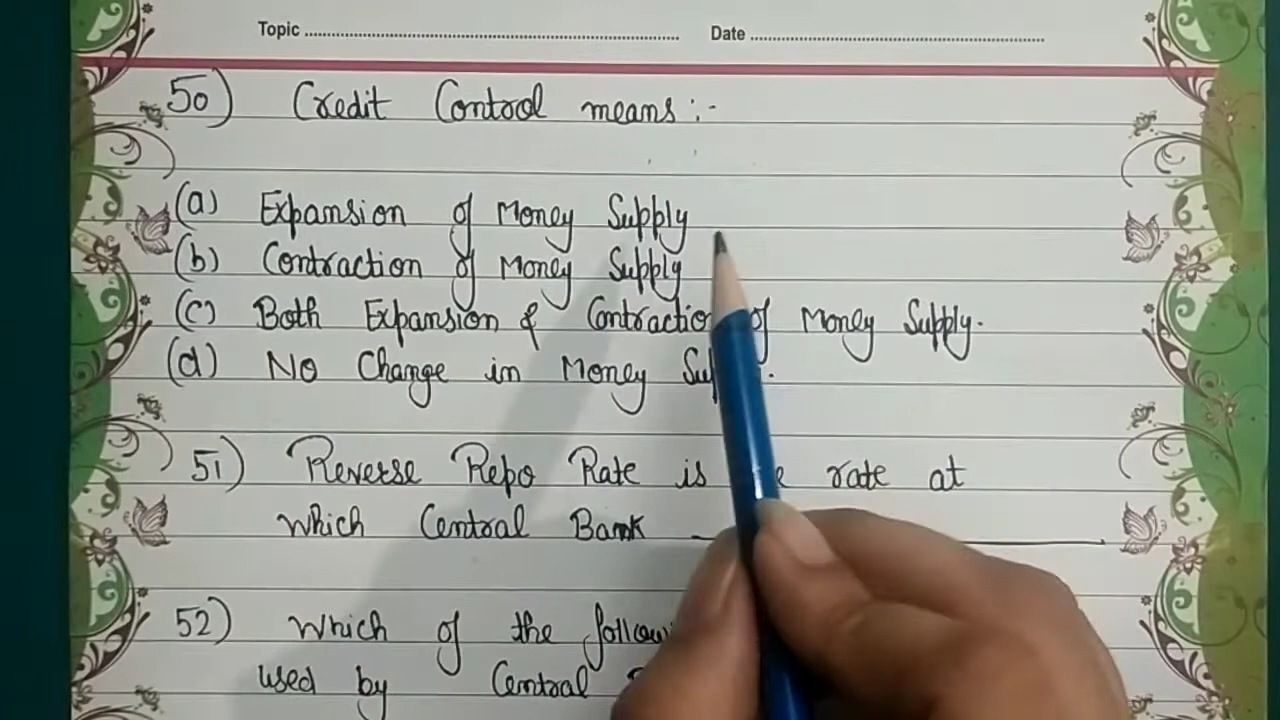 Topic ........ Date ........
50) Credit Control means :-
(a) Expansion of Money Supply
(b) Contraction of Money Supply
(c) Both Expansion & Contraction of Money Supply.
(d) No Change in Money
51) Reverse Repo Rate is rate at
which Central Bank
52) Which of the
used by Central